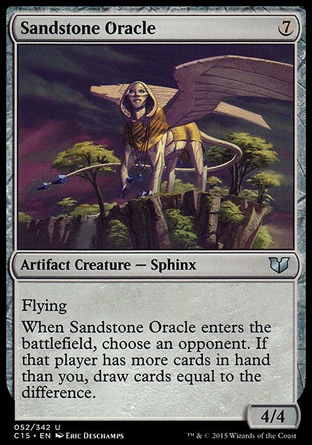 Sandstone Oracle 7
Artifact Creature — Sphinx
Flying
When Sandstone Oracle enters the
battlefield, choose an opponent. If
that player has more cards in hand
than you, draw cards equal to the
difference.
4/4
052/342 U
C15 • EN Eric Deschamps
™ & © 2015 Wizards of the Coast